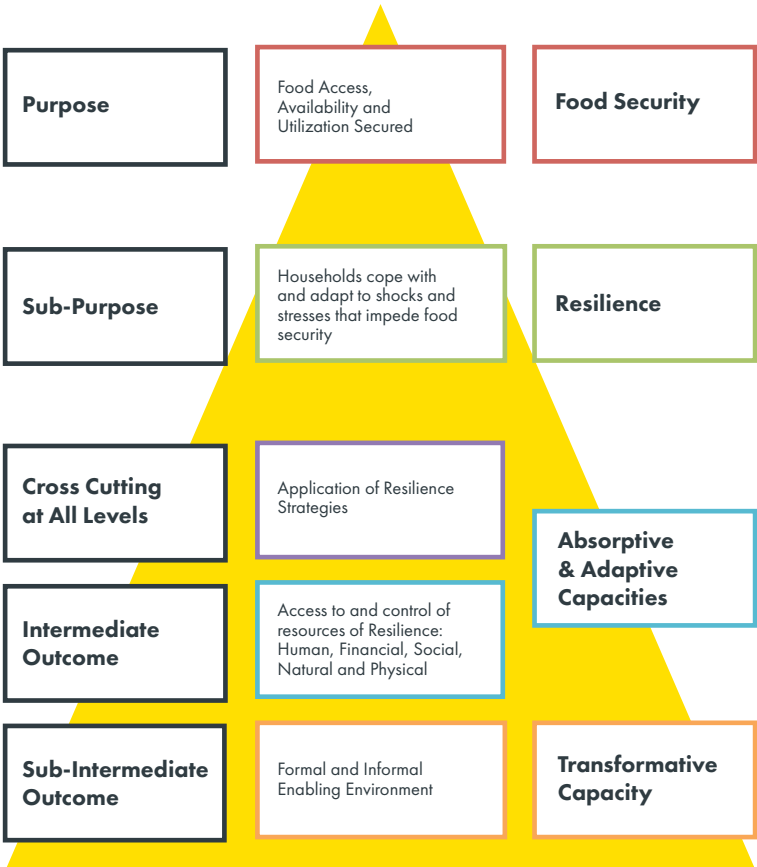 Purpose
Food Access,
Availability and
Utilization Secured
Food Security
Sub-Purpose
Households cope with
and adapt to shocks and
stresses that impede food
security
Resilience
Cross Cutting
at All Levels
Application of Resilience
Strategies
Absorptive
& Adaptive
Capacities
Intermediate
Outcome
Access to and control of
resources of Resilience:
Human, Financial, Social,
Natural and Physical
Sub-Intermediate
Outcome
Formal and Informal
Enabling Environment
Transformative
Capacity